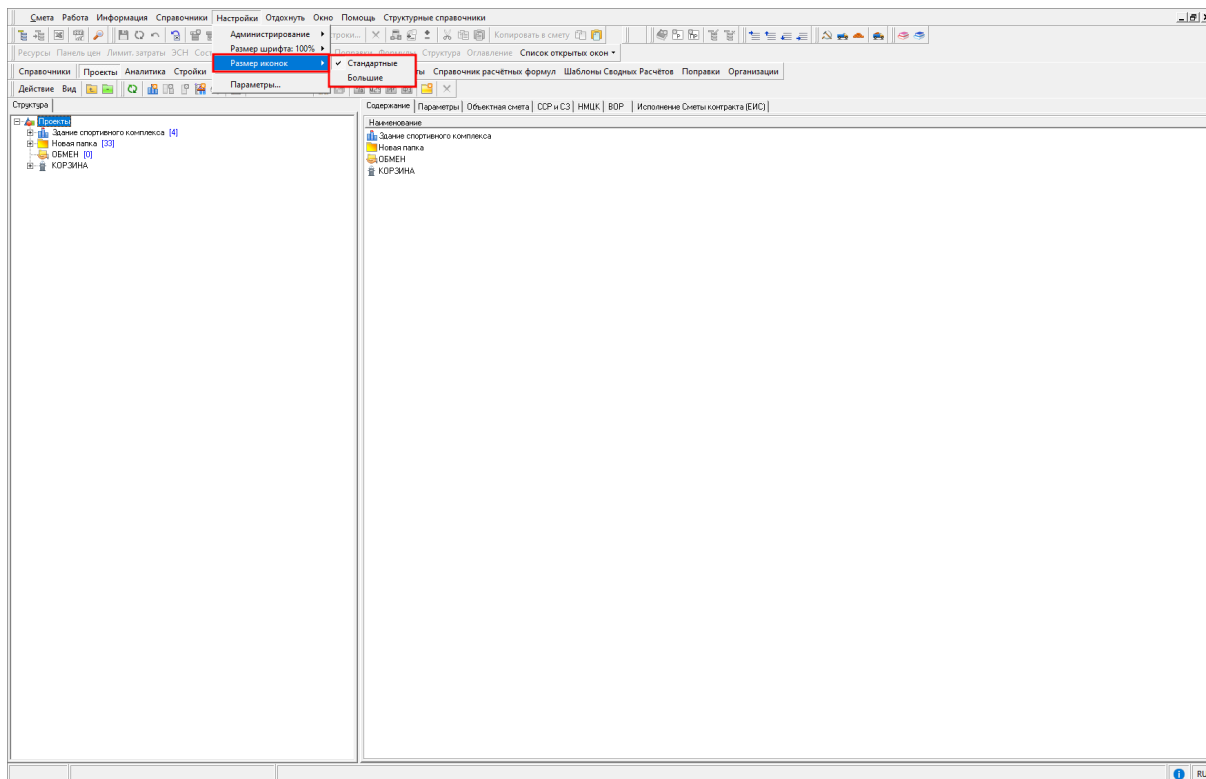 Смета Работа Информация Справочники Настройки Отдохнуть Окно Помощь Структурные справочники
Администрирование троки... Копировать в смету
Ресурсы Панель цен Лимит. затраты ЭСН Сос Размер шрифта: 100% Формулы Структура Оглавление Список открытых окон
Размер иконок Стандартные
Справочники Проекты Аналитика Стройки ты Справочник расчётных формул Шаблоны Сводных Расчётов Поправки Организации
Большие
Действие Вид Параметры...
Структура Содержание Параметры Объектная смета ССР и СЗ НМЦК ВОР Исполнение Сметы контракта (ЕИС)
Проекты Наименование
Здание спортивного комплекса [4] Здание спортивного комплекса
Новая папка [33] Новая папка
ОБМЕН [0] ОБМЕН
КОРЗИНА КОРЗИНА
RU